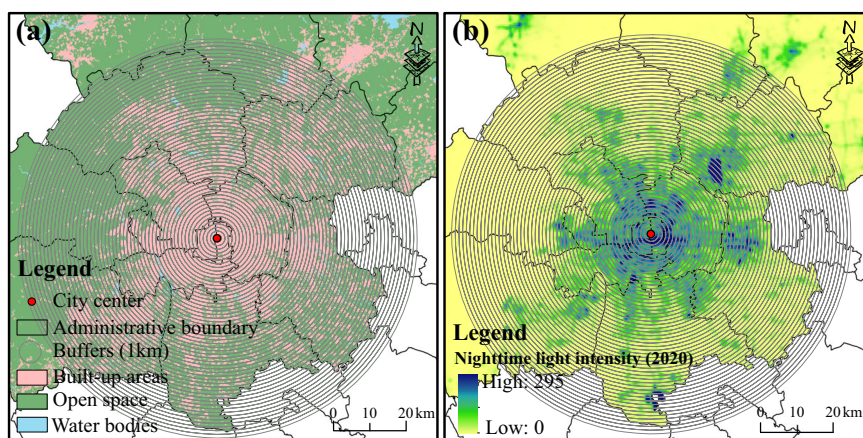 (a)
N
Legend
City center
Administrative boundary
Buffers (1km)
Built-up areas
Open space
Water bodies
0 10 20 km
(b)
N
Legend
Nighttime light intensity (2020)
High: 295
Low: 0
0 10 20 km